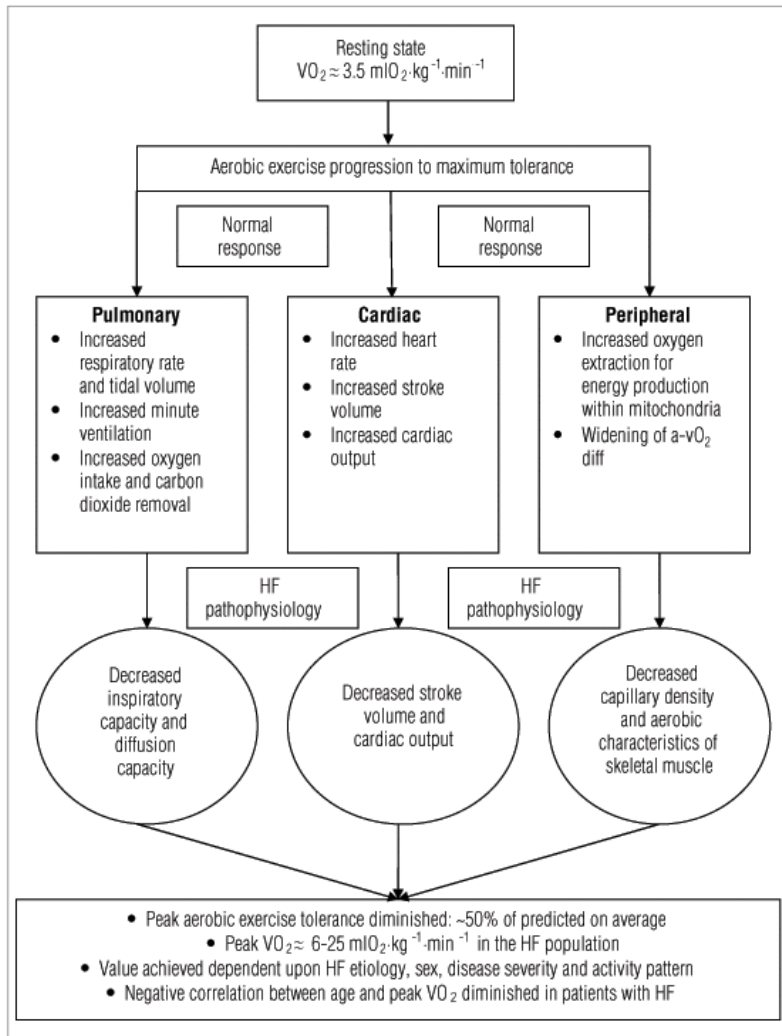 Resting state
VO₂ ≈ 3.5 mlO₂·kg⁻¹·min⁻¹
Aerobic exercise progression to maximum tolerance
Normal
response
Normal
response
Pulmonary
• Increased
respiratory rate
and tidal volume
• Increased minute
ventilation
• Increased oxygen
intake and carbon
dioxide removal
Cardiac
• Increased heart
rate
• Increased stroke
volume
• Increased cardiac
output
Peripheral
• Increased oxygen
extraction for
energy production
within mitochondria
• Widening of a-vO₂
diff
HF
pathophysiology
HF
pathophysiology
Decreased
inspiratory
capacity and
diffusion
capacity
Decreased stroke
volume and
cardiac output
Decreased
capillary density
and aerobic
characteristics of
skeletal muscle
• Peak aerobic exercise tolerance diminished: ~50% of predicted on average
• Peak VO₂≈ 6-25 mlO₂·kg⁻¹·min⁻¹ in the HF population
• Value achieved dependent upon HF etiology, sex, disease severity and activity pattern
• Negative correlation between age and peak VO₂ diminished in patients with HF